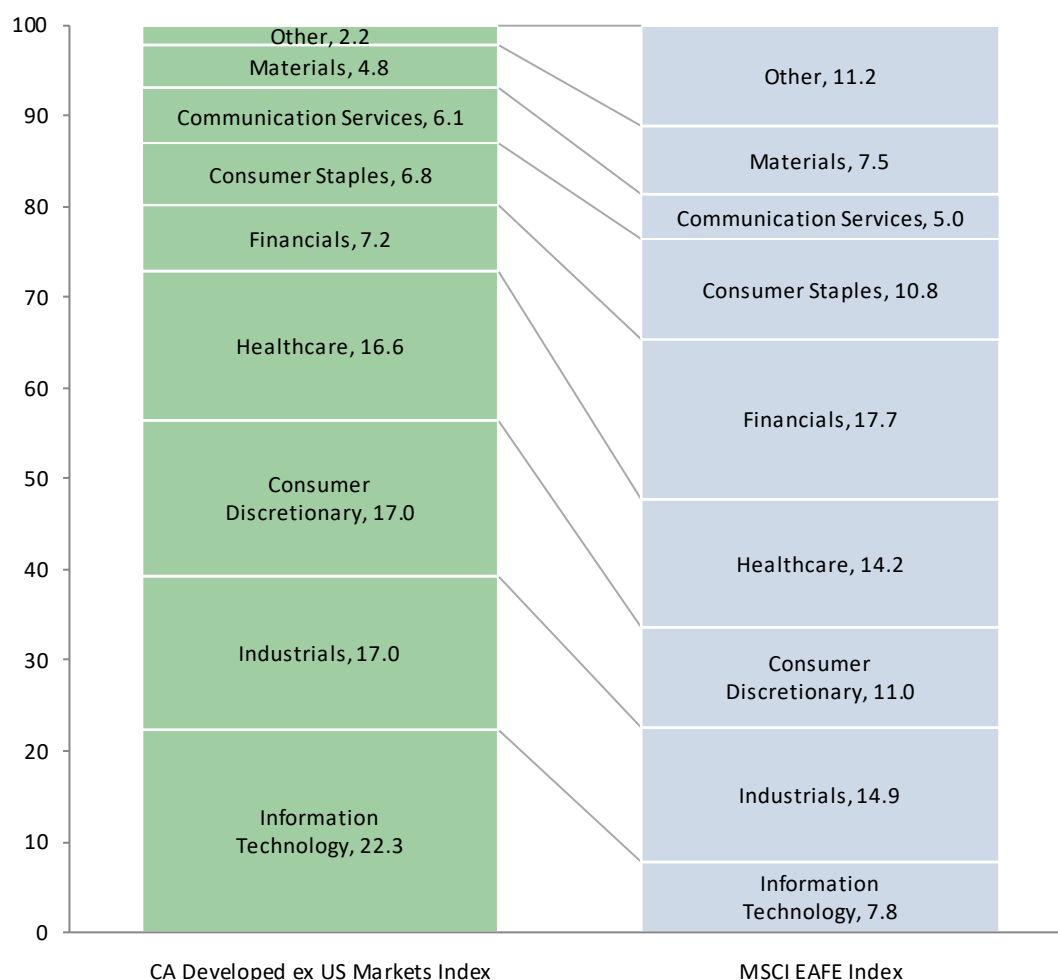 100
90
80
70
60
50
40
30
20
10
0
Other, 2.2
Materials, 4.8
Communication Services, 6.1
Consumer Staples, 6.8
Financials, 7.2
Healthcare, 16.6
Consumer
Discretionary, 17.0
Industrials, 17.0
Information
Technology, 22.3
Other, 11.2
Materials, 7.5
Communication Services, 5.0
Consumer Staples, 10.8
Financials, 17.7
Healthcare, 14.2
Consumer
Discretionary, 11.0
Industrials, 14.9
Information
Technology, 7.8
CA Developed ex US Markets Index
MSCI EAFE Index